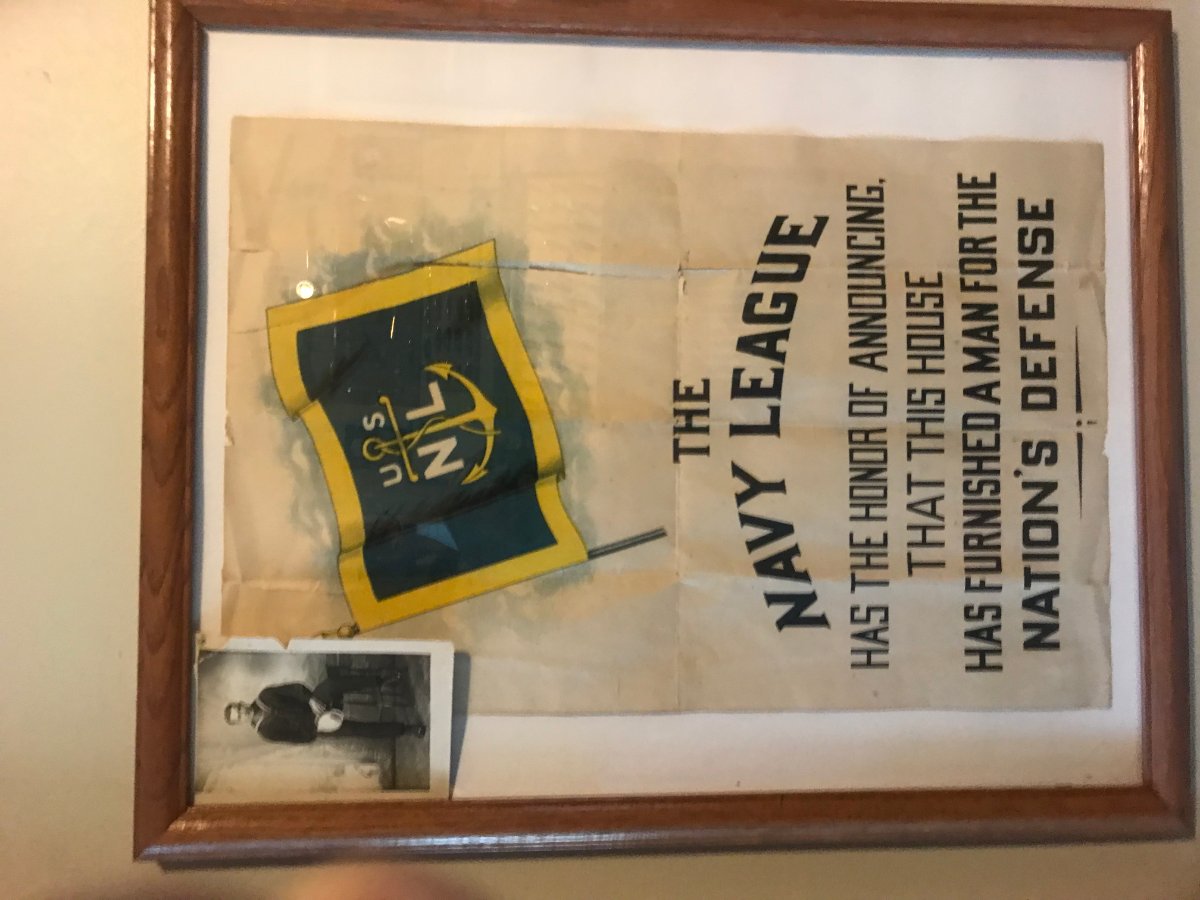 U S
N L
THE
NAVY LEAGUE
HAS THE HONOR OF ANNOUNCING,
THAT THIS HOUSE
HAS FURNISHED A MAN FOR THE
NATION'S DEFENSE